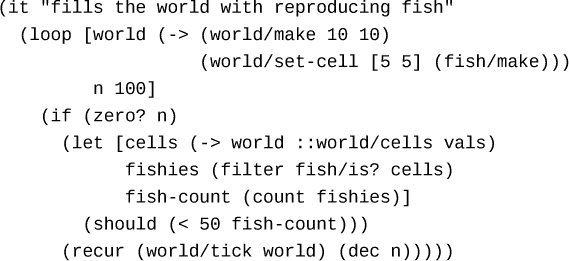 (it "fills the world with reproducing fish"
  (loop [world (-> (world/make 10 10)
                   (world/set-cell [5 5] (fish/make)))
         n 100]
    (if (zero? n)
      (let [cells (-> world ::world/cells vals)
            fishies (filter fish/is? cells)
            fish-count (count fishies)]
        (should (< 50 fish-count)))
      (recur (world/tick world) (dec n)))))